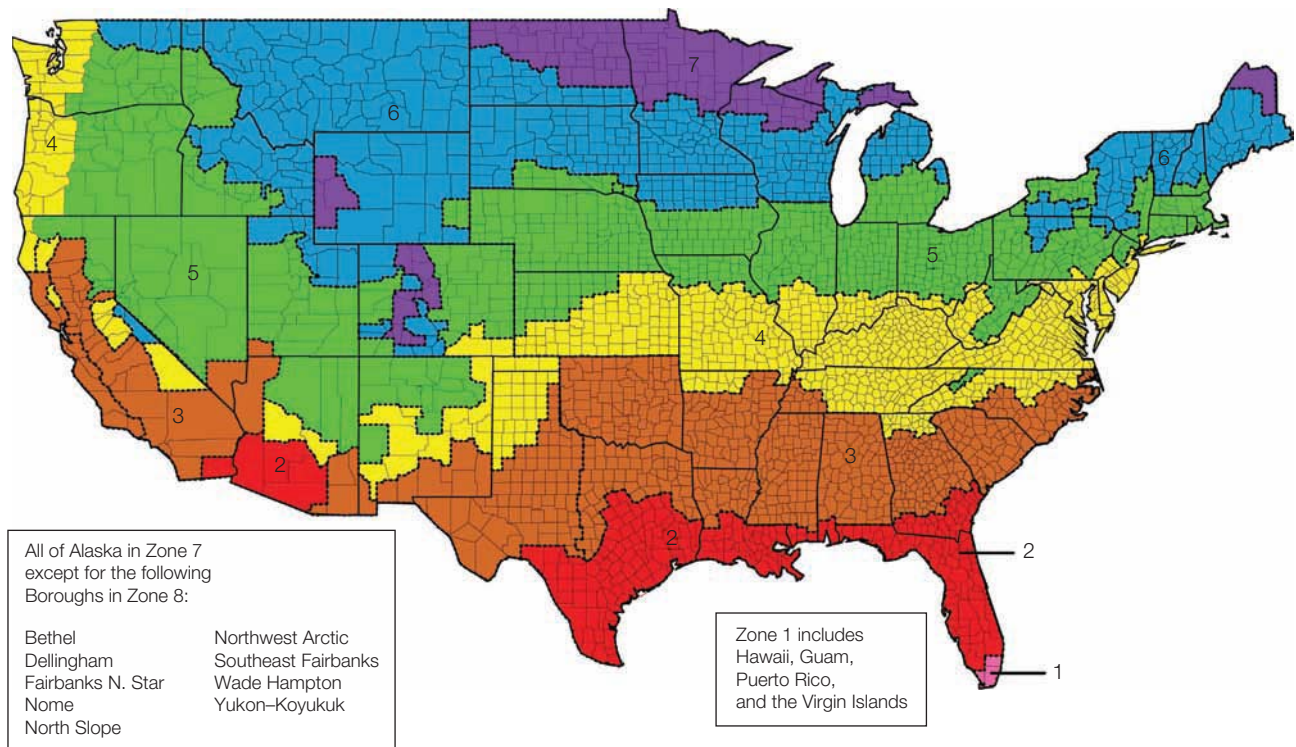 7
6
4
6
5
5
4
3
3
2
2
2
1
All of Alaska in Zone 7
except for the following
Boroughs in Zone 8:
Bethel
Dellingham
Fairbanks N. Star
Nome
North Slope
Northwest Arctic
Southeast Fairbanks
Wade Hampton
Yukon–Koyukuk
Zone 1 includes
Hawaii, Guam,
Puerto Rico,
and the Virgin Islands